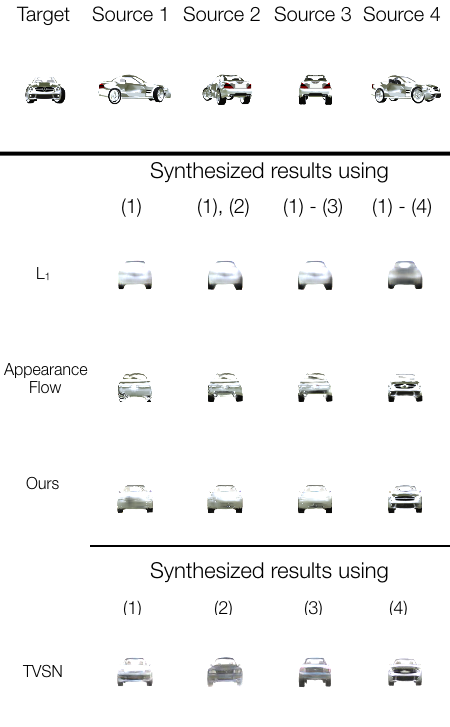 Target Source 1 Source 2 Source 3 Source 4
Synthesized results using
(1) (1), (2) (1) - (3) (1) - (4)
L₁
Appearance
Flow
Ours
Synthesized results using
(1) (2) (3) (4)
TVSN